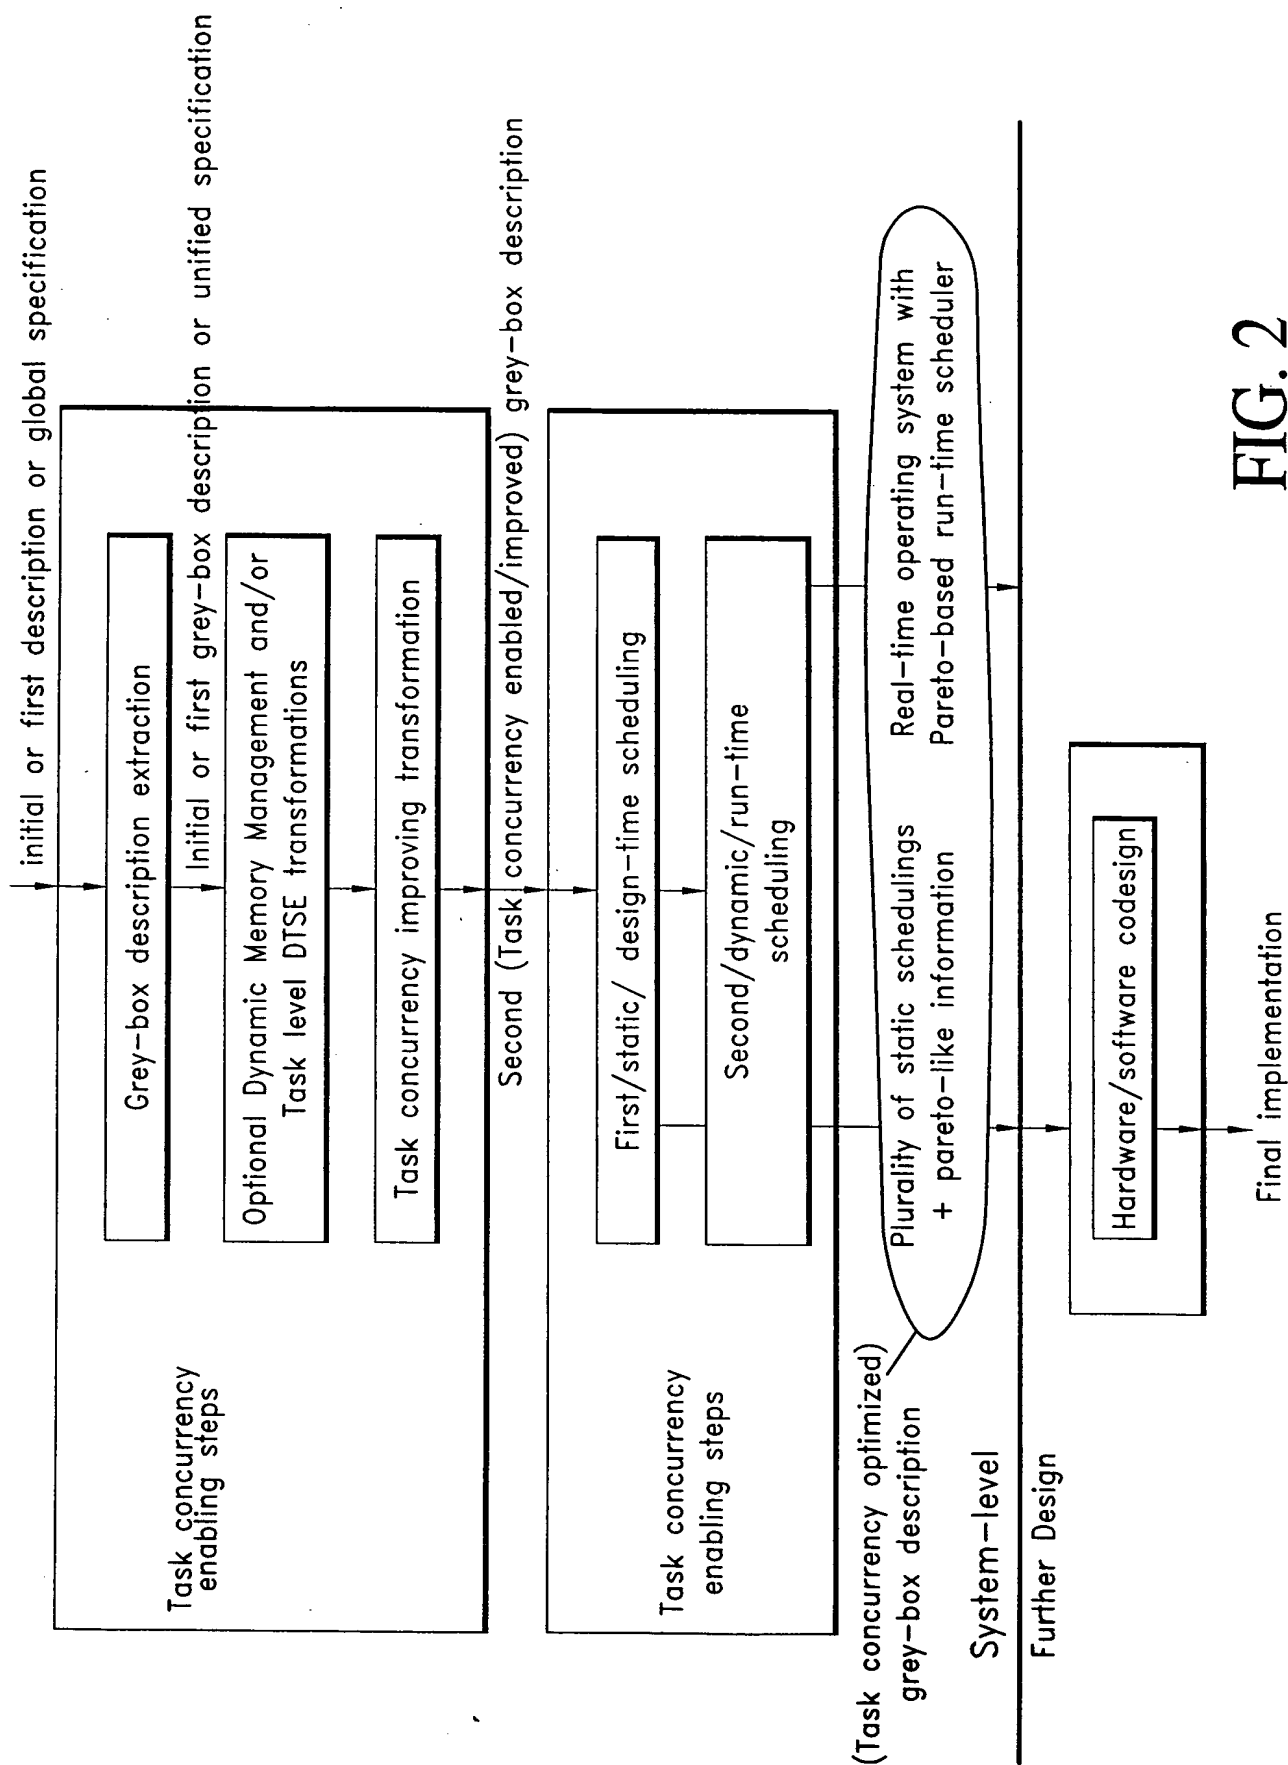 initial or first description or global specification
Grey-box description extraction
Initial or first grey-box description or unified specification
Task concurrency
enabling steps
Optional Dynamic Memory Management and/or
Task level DTSE transformations
Task concurrency improving transformation
Second (Task concurrency enabled/improved) grey-box description
First/static/ design-time scheduling
Task concurrency
enabling steps
Second/dynamic/run-time
scheduling
(Task concurrency optimized)
grey-box description
Plurality of static schedulings
+ pareto-like information
Real-time operating system with
Pareto-based run-time scheduler
System-level
Further Design
Hardware/software codesign
Final implementation
FIG. 2